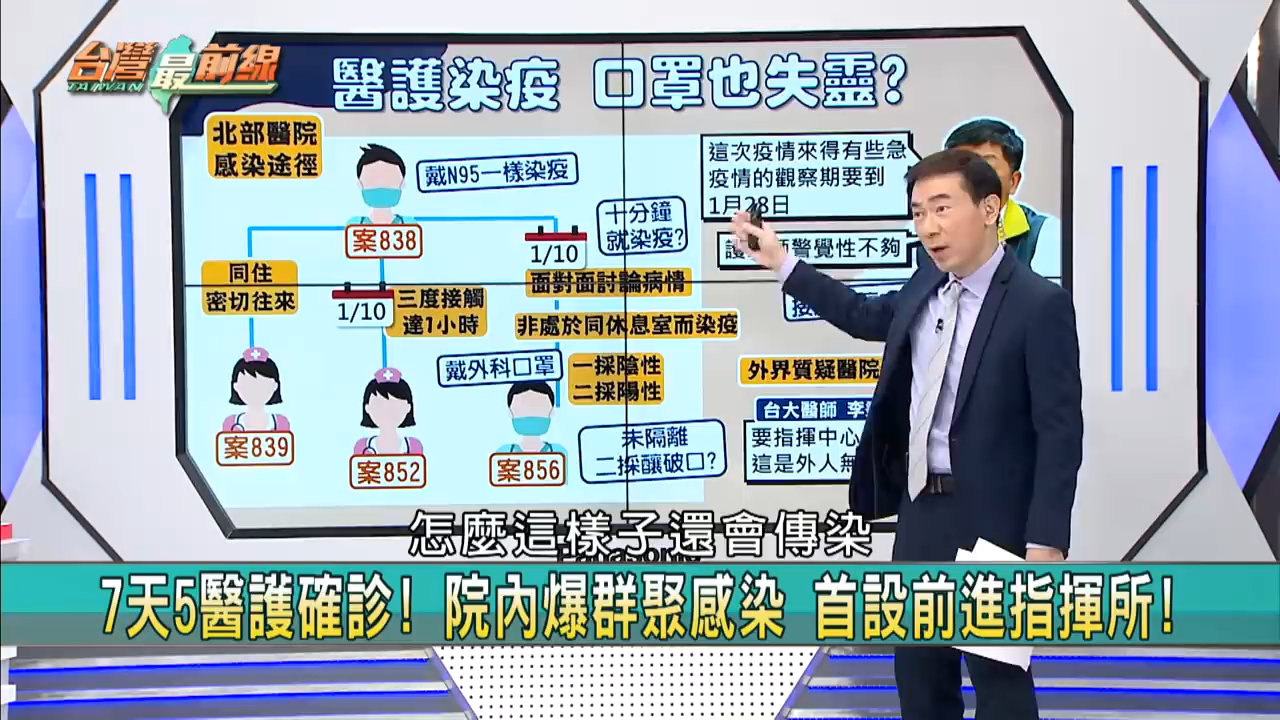 台灣最前線
TAIWAN
醫護染疫 口罩也失靈?
北部醫院
感染途徑
戴N95一樣染疫
案838
十分鐘
就染疫?
1/10
面對面討論病情
非處於同休息室而染疫
同住
密切往來
1/10
三度接觸
達1小時
戴外科口罩
一採陰性
二採陽性
案839
案852
案856
未隔離
二採釀破口?
這次疫情來得有些急
疫情的觀察期要到
1月28日
護
師警覺性不夠
外界質疑醫院
台大醫師 李
要指揮中心
這是外人無
怎麼這樣子還會傳染
Panasonic
7天5醫護確診! 院內爆群聚感染 首設前進指揮所!